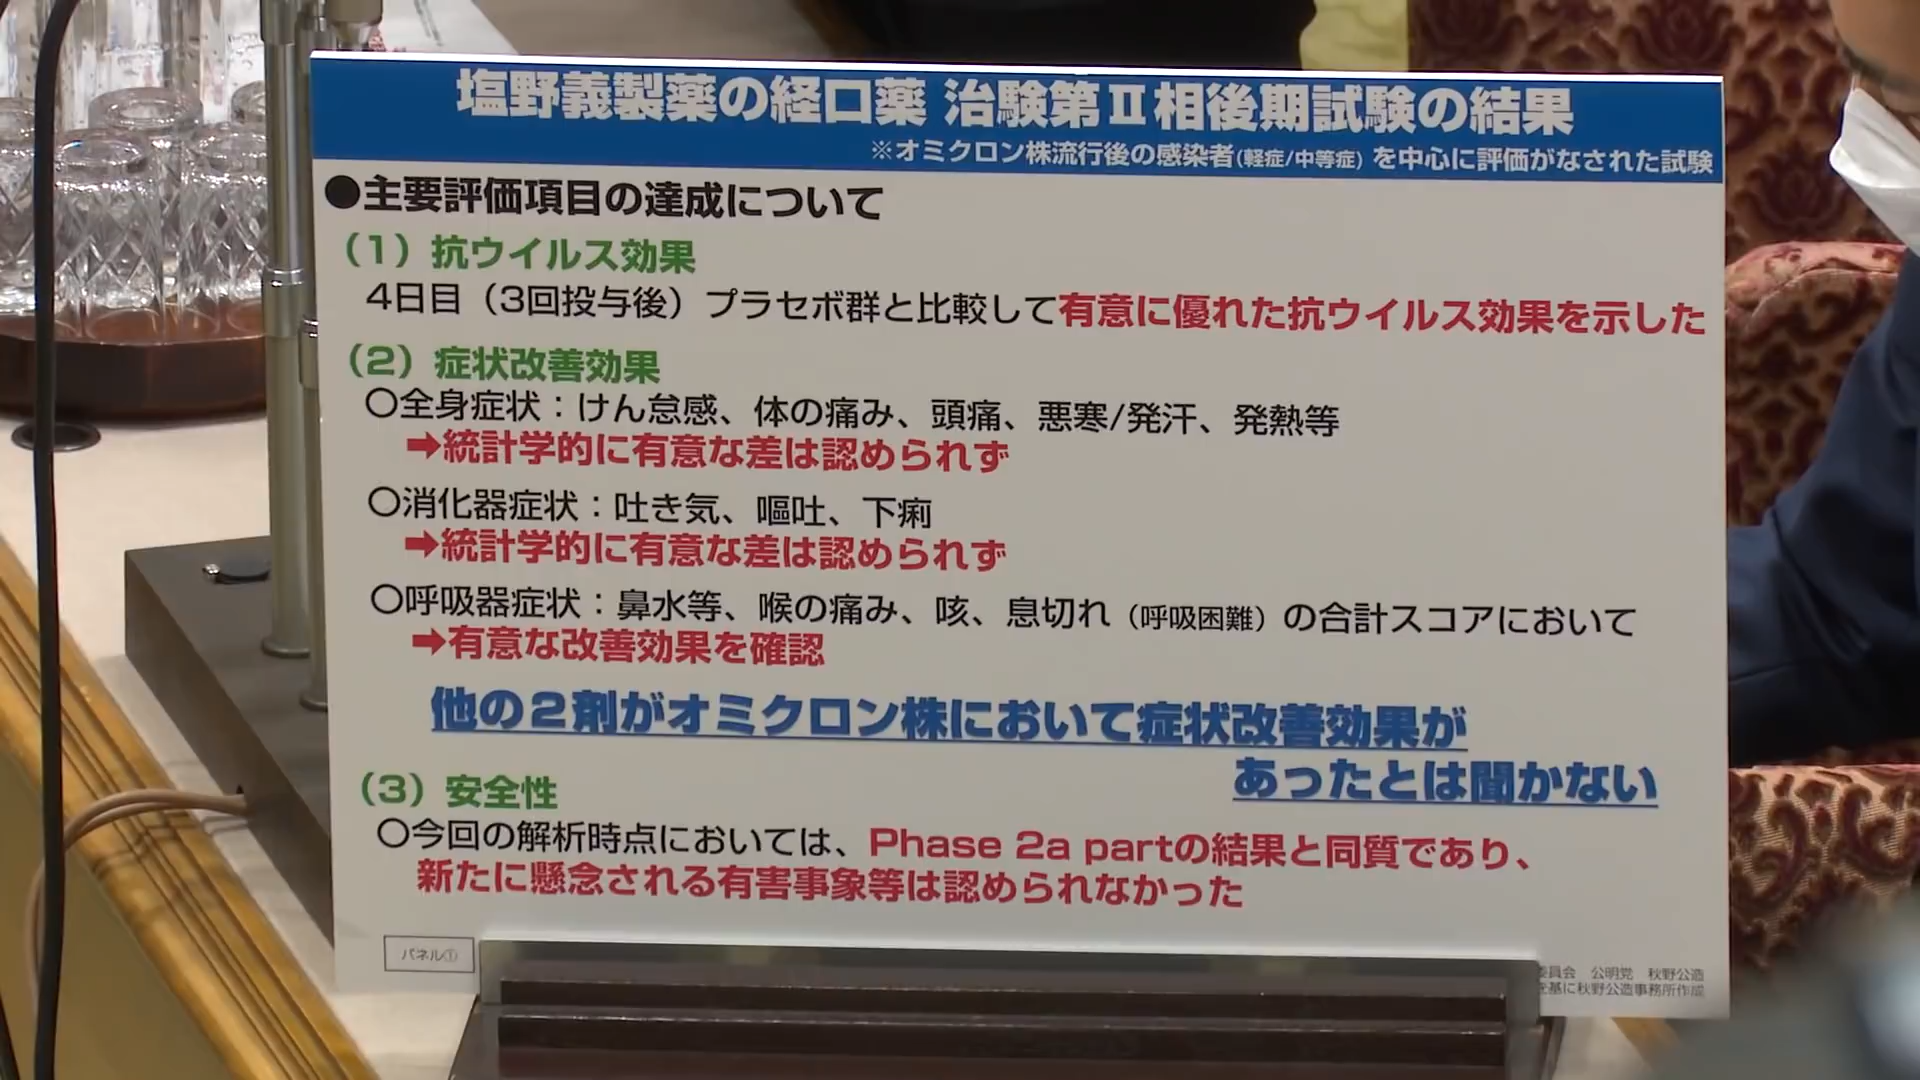 塩野義製薬の経口薬 治験第Ⅱ相後期試験の結果
※オミクロン株流行後の感染者(軽症/中等症)を中心に評価がなされた試験
●主要評価項目の達成について
(1)抗ウイルス効果
4日目(3回投与後)プラセボ群と比較して有意に優れた抗ウイルス効果を示した
(2)症状改善効果
〇全身症状:けん怠感、体の痛み、頭痛、悪寒/発汗、発熱等
➡統計学的に有意な差は認められず
〇消化器症状:吐き気、嘔吐、下痢
➡統計学的に有意な差は認められず
〇呼吸器症状:鼻水等、喉の痛み、咳、息切れ(呼吸困難)の合計スコアにおいて
➡有意な改善効果を確認
他の2剤がオミクロン株において症状改善効果が
あったとは聞かない
(3)安全性
〇今回の解析時点においては、Phase 2a partの結果と同質であり、
新たに懸念される有害事象等は認められなかった
パネル①
委員会 公明党 秋野公造
を基に秋野公造事務所作成